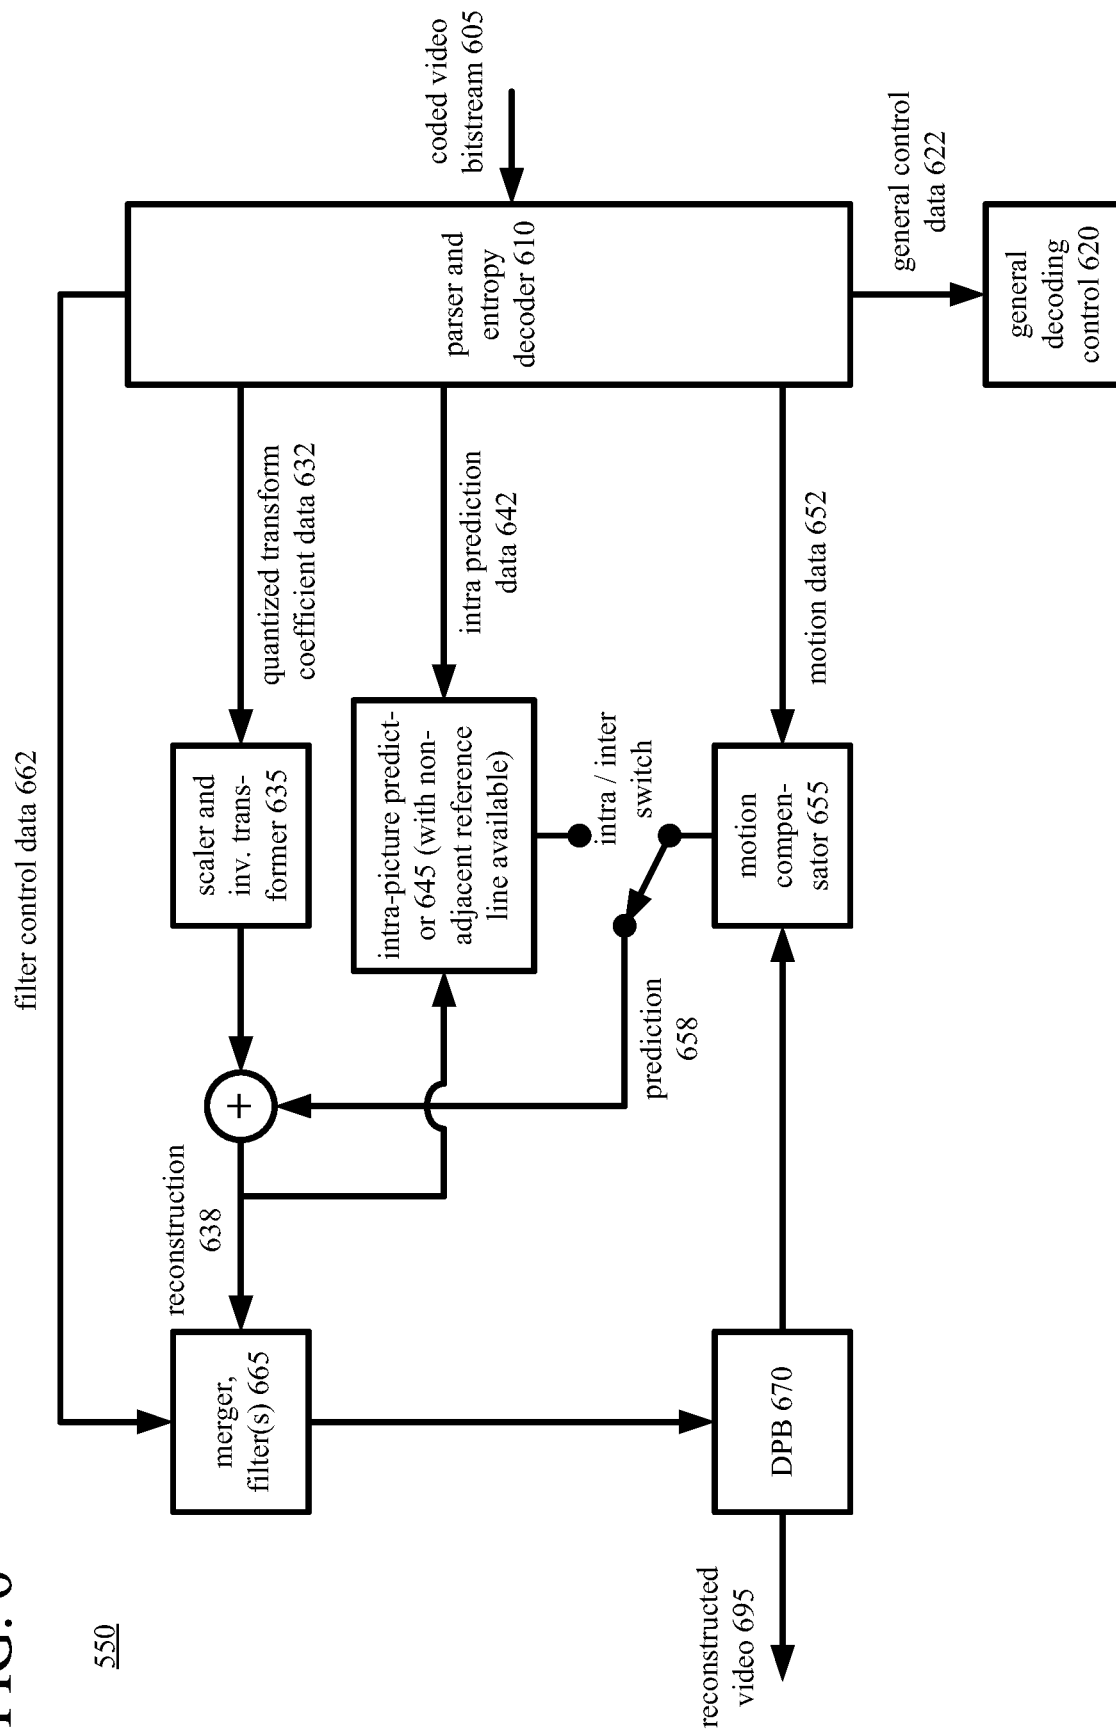 FIG. 6
550
coded video
bitstream 605
parser and
entropy
decoder 610
general control
data 622
general
decoding
control 620
filter control data 662
quantized transform
coefficient data 632
intra prediction
data 642
motion data 652
scaler and
inv. trans-
former 635
intra-picture predict-
or 645 (with non-
adjacent reference
line available)
intra / inter
switch
motion
compen-
sator 655
prediction
658
+
reconstruction
638
merger,
filter(s) 665
DPB 670
reconstructed
video 695